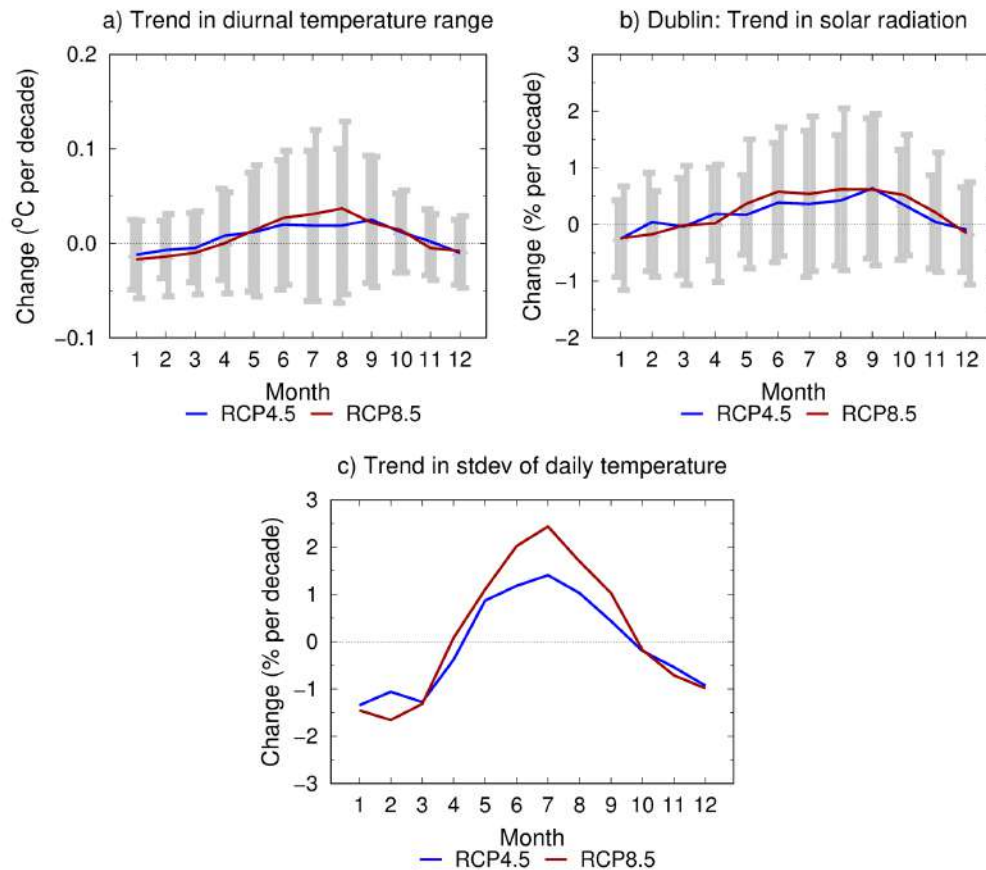 a) Trend in diurnal temperature range
Change (°C per decade)
0.2
0.1
0.0
−0.1
1 2 3 4 5 6 7 8 9 10 11 12
Month
RCP4.5 RCP8.5
b) Dublin: Trend in solar radiation
Change (% per decade)
3
2
1
0
−1
−2
1 2 3 4 5 6 7 8 9 10 11 12
Month
RCP4.5 RCP8.5
c) Trend in stdev of daily temperature
Change (% per decade)
3
2
1
0
−1
−2
−3
1 2 3 4 5 6 7 8 9 10 11 12
Month
RCP4.5 RCP8.5